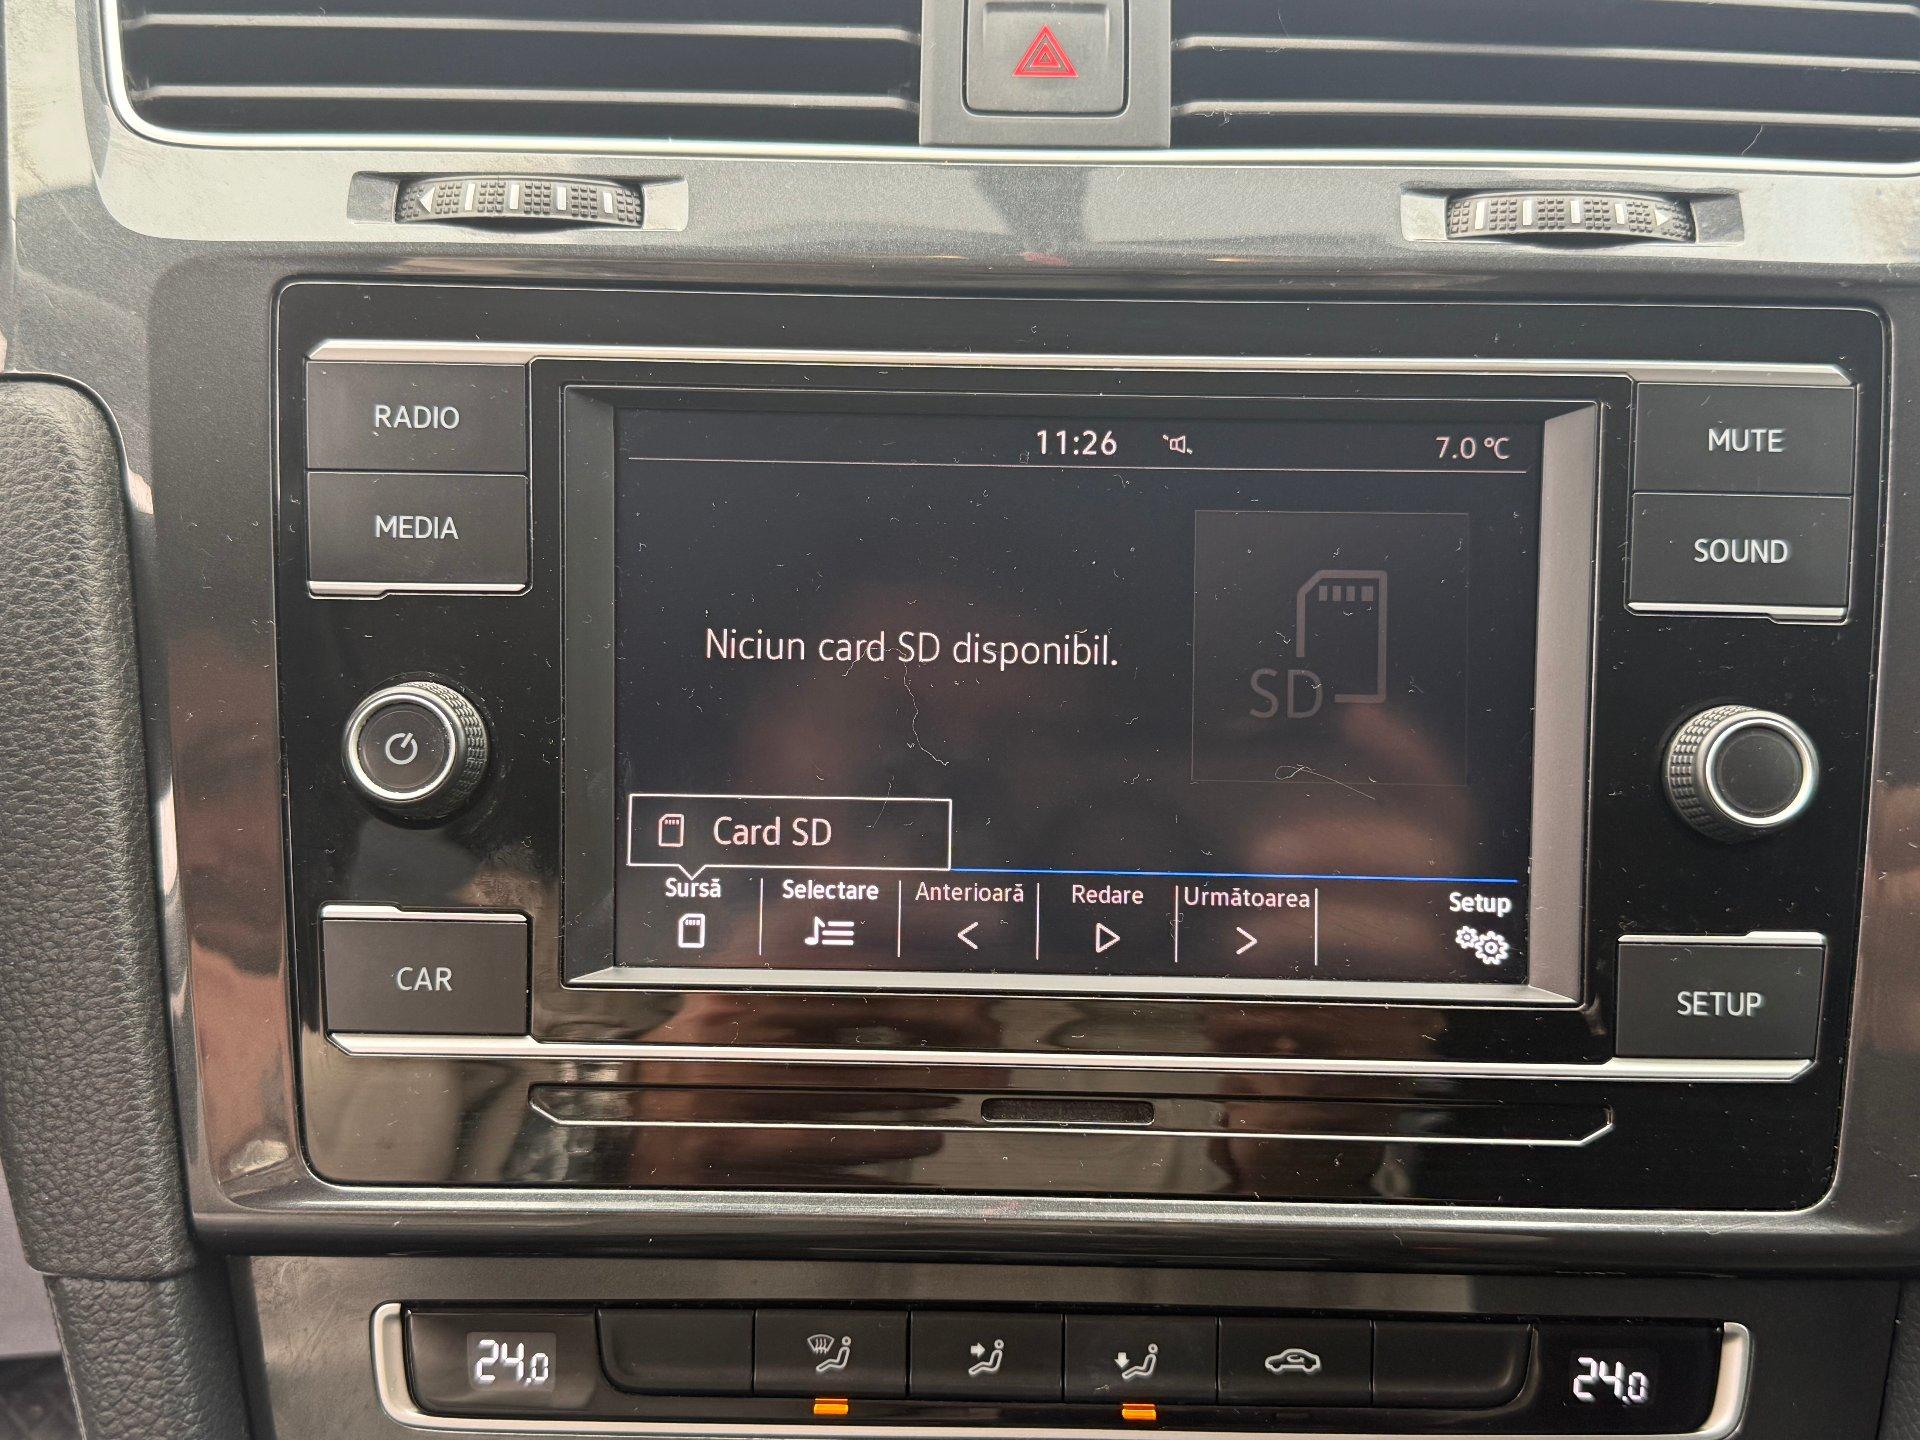 RADIO
MEDIA
MUTE
SOUND
11:26
7.0 °C
Niciun card SD disponibil.
SD
Card SD
Sursă
Selectare
Anterioară
Redare
Următoarea
Setup
CAR
SETUP
24.0
24.0